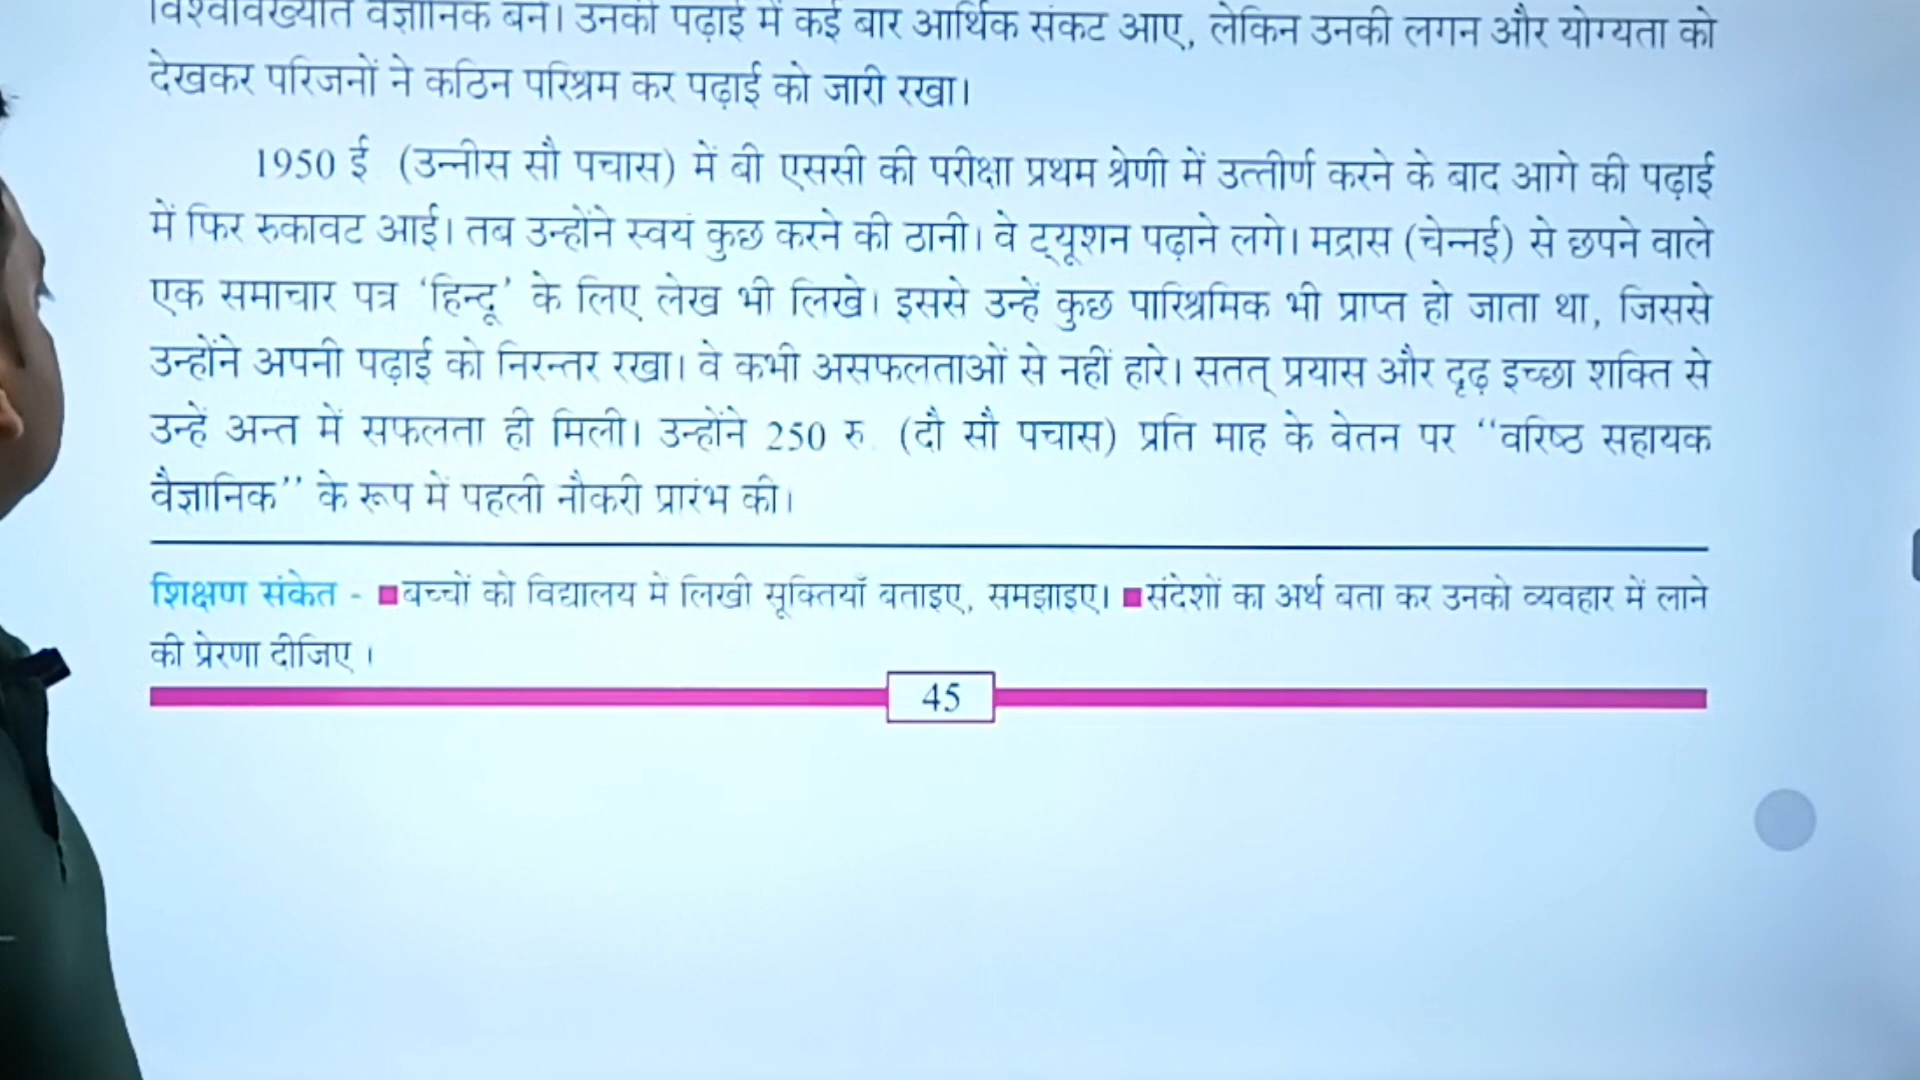 विश्वविख्यात वैज्ञानिक बने। उनकी पढ़ाई में कई बार आर्थिक संकट आए, लेकिन उनकी लगन और योग्यता को
देखकर परिजनों ने कठिन परिश्रम कर पढ़ाई को जारी रखा।
1950 ई (उन्नीस सौ पचास) में बी एससी की परीक्षा प्रथम श्रेणी में उत्तीर्ण करने के बाद आगे की पढ़ाई
में फिर रुकावट आई। तब उन्होंने स्वयं कुछ करने की ठानी। वे ट्यूशन पढ़ाने लगे। मद्रास (चेन्नई) से छपने वाले
एक समाचार पत्र ‘हिन्दू’ के लिए लेख भी लिखे। इससे उन्हें कुछ पारिश्रमिक भी प्राप्त हो जाता था, जिससे
उन्होंने अपनी पढ़ाई को निरन्तर रखा। वे कभी असफलताओं से नहीं हारे। सतत् प्रयास और दृढ़ इच्छा शक्ति से
उन्हें अन्त में सफलता ही मिली। उन्होंने 250 रु. (दौ सौ पचास) प्रति माह के वेतन पर ‘‘वरिष्ठ सहायक
वैज्ञानिक’’ के रूप में पहली नौकरी प्रारंभ की।
शिक्षण संकेत - ■बच्चों को विद्यालय में लिखी सूक्तियाँ बताइए, समझाइए। ■संदेशों का अर्थ बता कर उनको व्यवहार में लाने
की प्रेरणा दीजिए ।
45